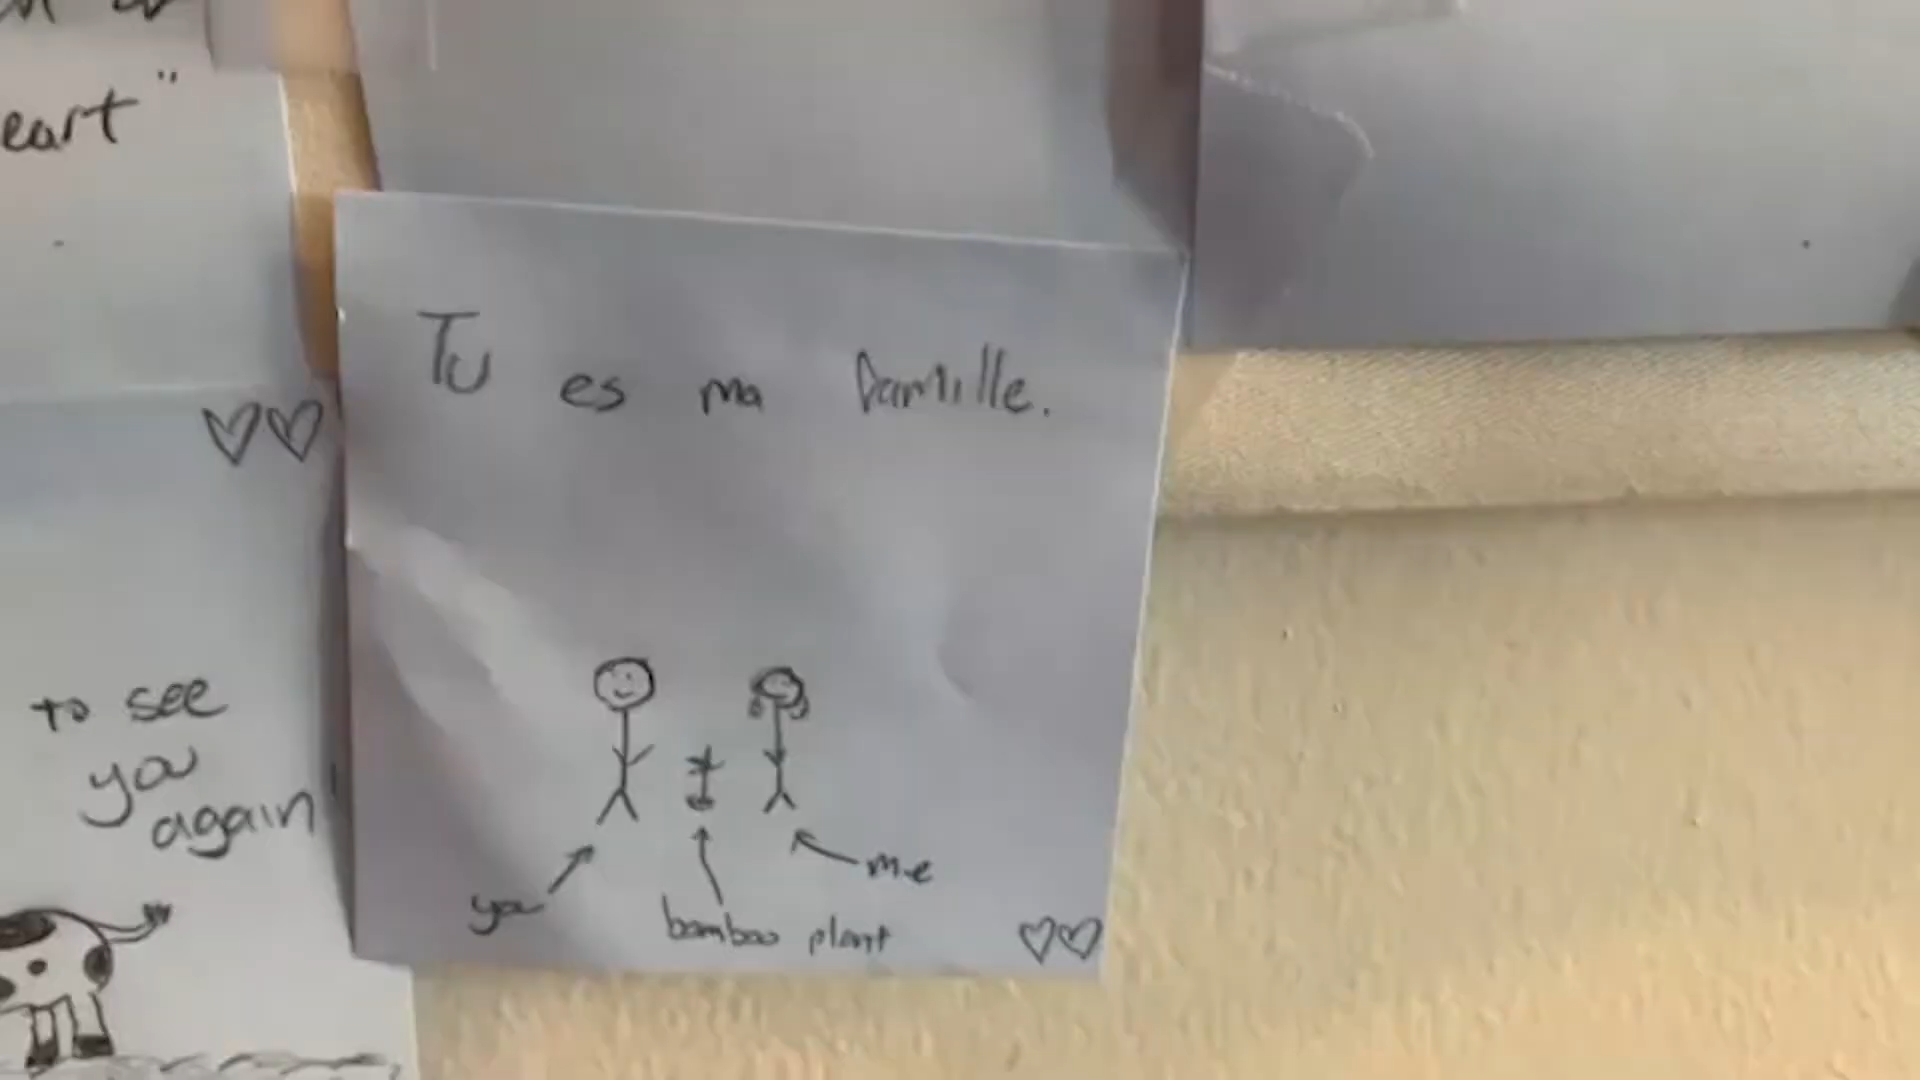 eart"
to see
you
again
Tu es ma famille.
you
bamboo plant
me